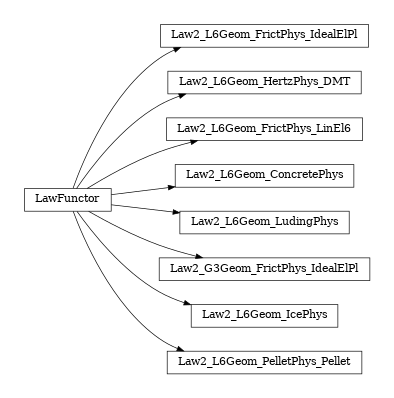 Law2_L6Geom_FrictPhys_IdealElPl
Law2_L6Geom_HertzPhys_DMT
Law2_L6Geom_FrictPhys_LinEl6
Law2_L6Geom_ConcretePhys
LawFunctor
Law2_L6Geom_LudingPhys
Law2_G3Geom_FrictPhys_IdealElPl
Law2_L6Geom_IcePhys
Law2_L6Geom_PelletPhys_Pellet